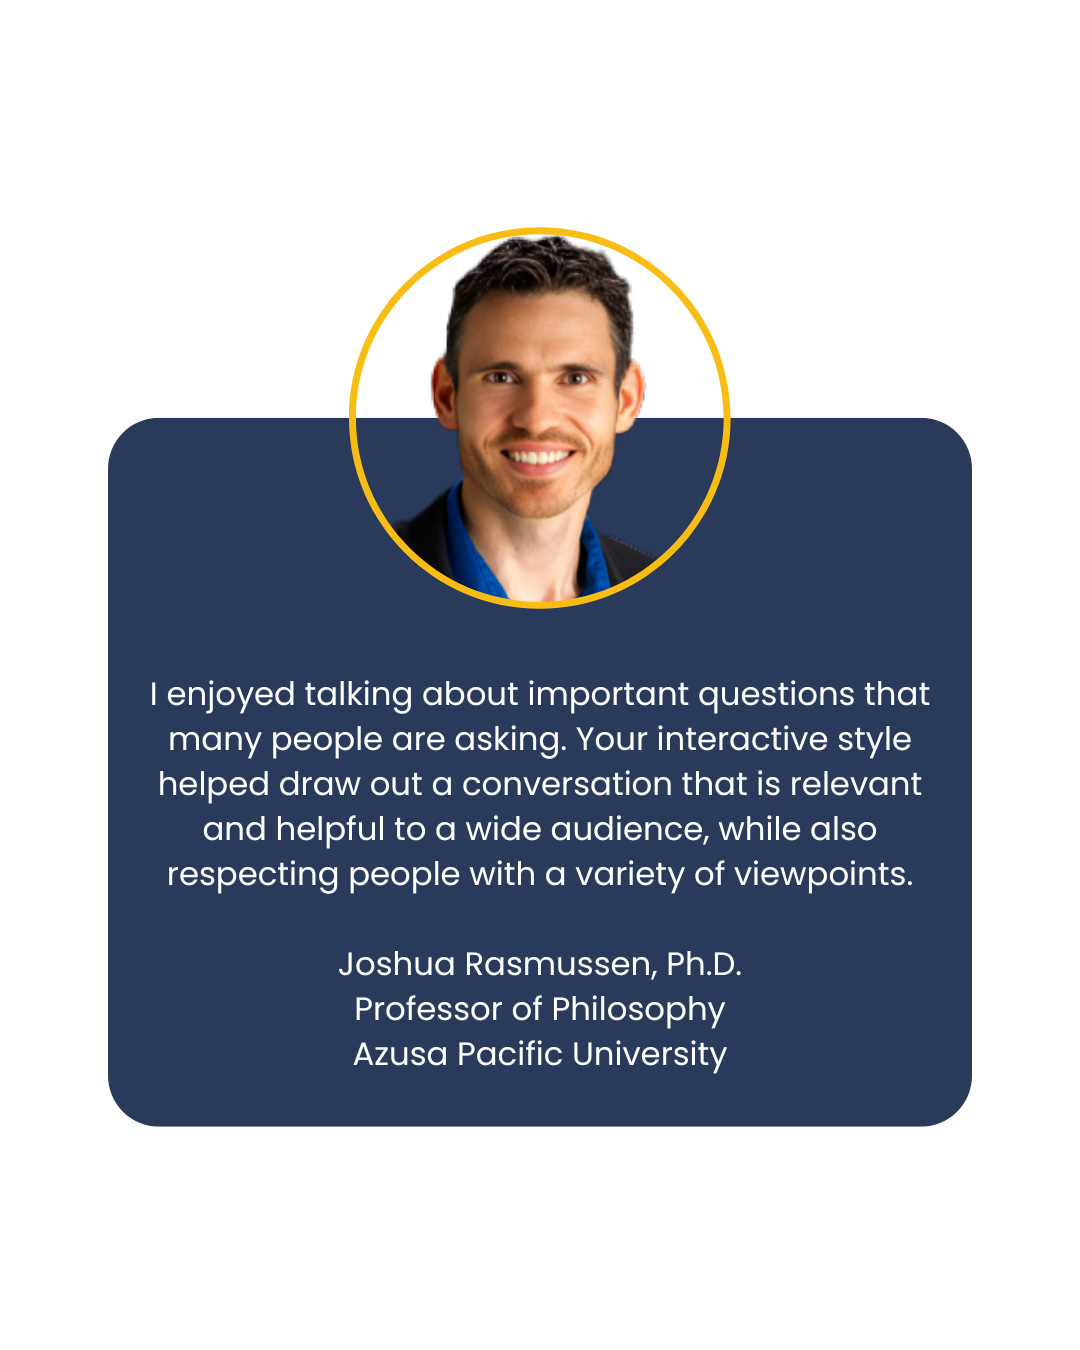 I enjoyed talking about important questions that
many people are asking. Your interactive style
helped draw out a conversation that is relevant
and helpful to a wide audience, while also
respecting people with a variety of viewpoints.
Joshua Rasmussen, Ph.D.
Professor of Philosophy
Azusa Pacific University